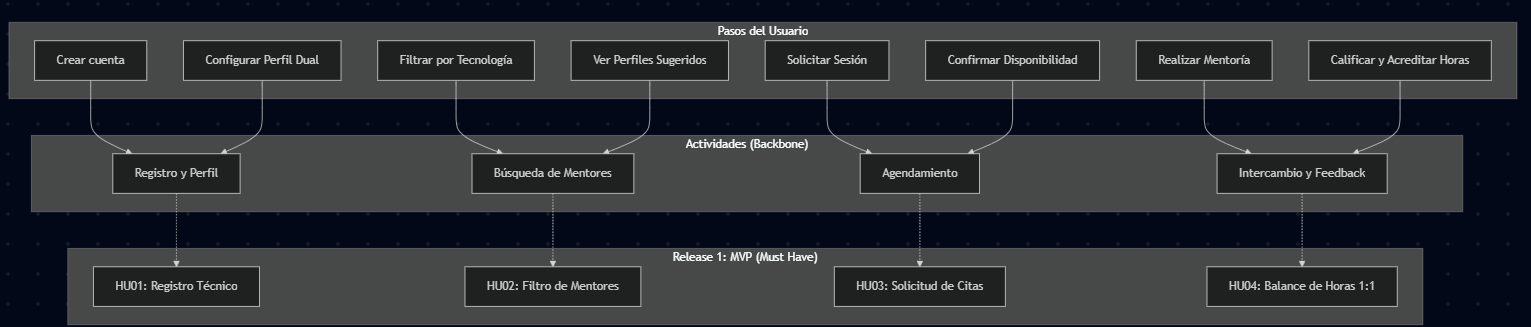 Pasos del Usuario
Crear cuenta
Configurar Perfil Dual
Filtrar por Tecnología
Ver Perfiles Sugeridos
Solicitar Sesión
Confirmar Disponibilidad
Realizar Mentoría
Calificar y Acreditar Horas
Actividades (Backbone)
Registro y Perfil
Búsqueda de Mentores
Agendamiento
Intercambio y Feedback
Release 1: MVP (Must Have)
HU01: Registro Técnico
HU02: Filtro de Mentores
HU03: Solicitud de Citas
HU04: Balance de Horas 1:1